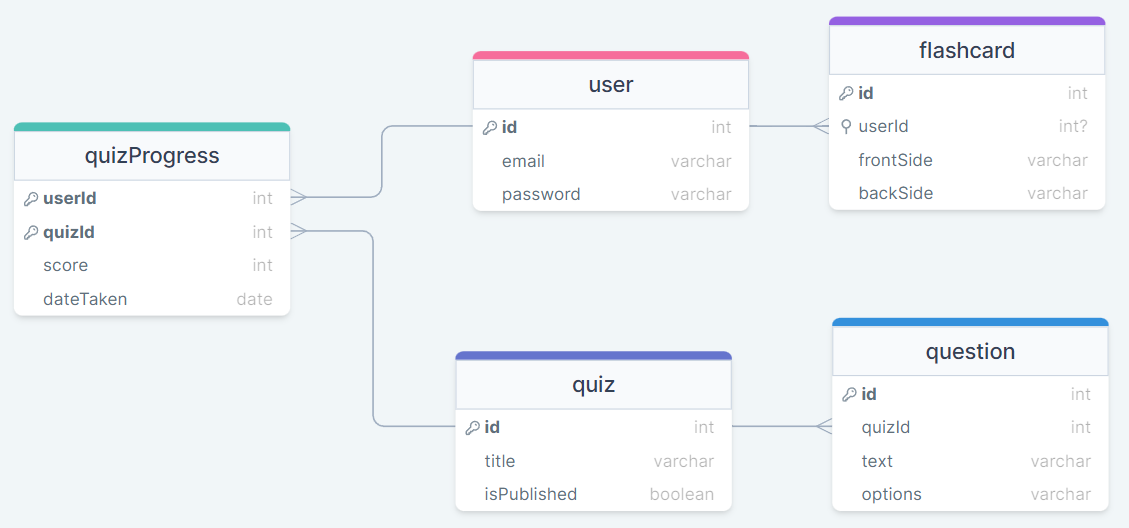 quizProgress
userId int
quizId int
score int
dateTaken date
user
id int
email varchar
password varchar
flashcard
id int
userId int?
frontSide varchar
backSide varchar
quiz
id int
title varchar
isPublished boolean
question
id int
quizId int
text varchar
options varchar